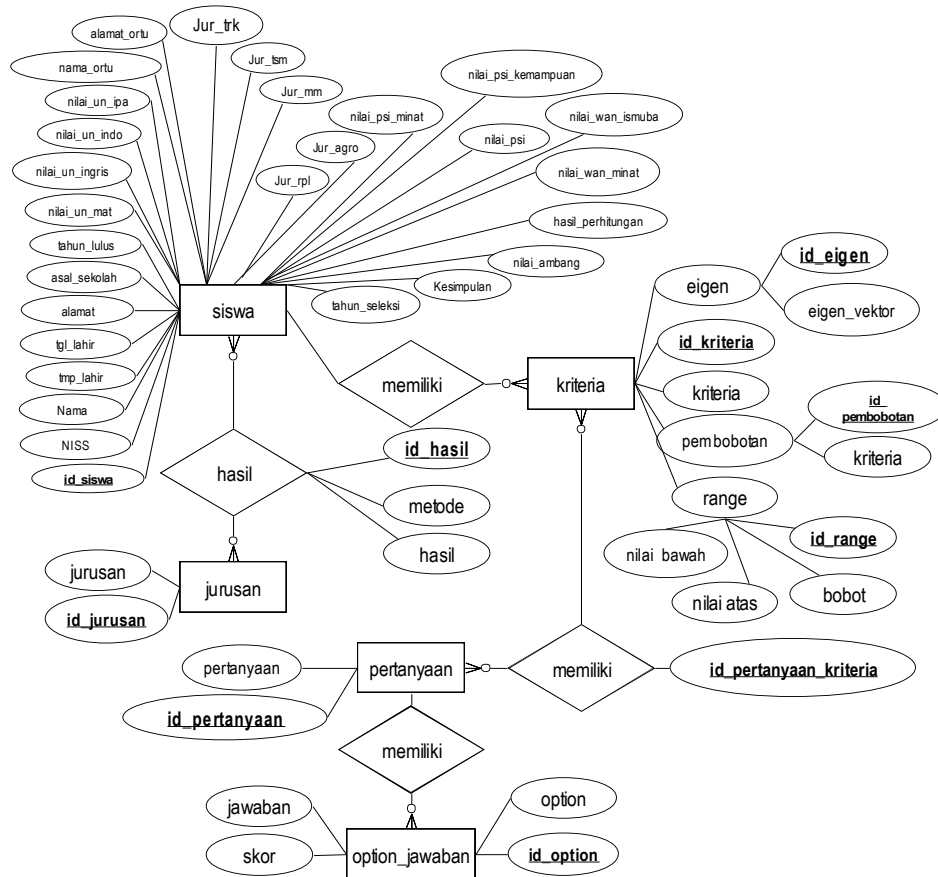 alamat_ortu
Jur_trk
nama_ortu
Jur_tsm
nilai_psi_kemampuan
nilai_un_ipa
Jur_mm
nilai_psi_minat
nilai_wan_ismuba
nilai_un_indo
nilai_psi
Jur_agro
nilai_un_ingris
Jur_rpl
nilai_wan_minat
nilai_un_mat
hasil_perhitungan
tahun_lulus
id_eigen
nilai_ambang
asal_sekolah
Kesimpulan
eigen
tahun_seleksi
siswa
alamat
eigen_vektor
id_kriteria
tgl_lahir
tmp_lahir
memiliki
kriteria
kriteria
Nama
id
pembobotan
pembobotan
NISS
id_hasil
kriteria
hasil
id_siswa
range
metode
id_range
nilai bawah
hasil
jurusan
jurusan
bobot
nilai atas
id_jurusan
pertanyaan
pertanyaan
memiliki
id_pertanyaan_kriteria
id_pertanyaan
memiliki
jawaban
option
skor
option_jawaban
id_option